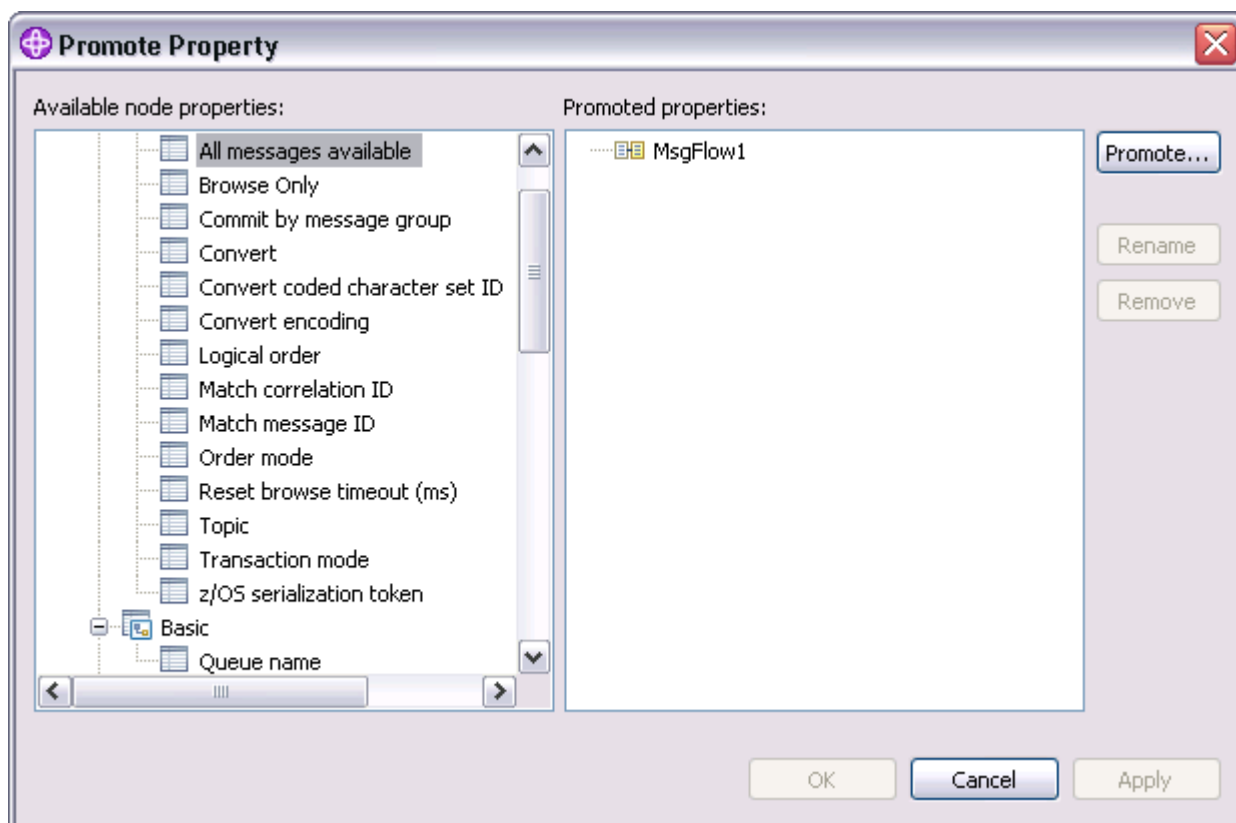 Promote Property
Available node properties:
Promoted properties:
All messages available
Browse Only
Commit by message group
Convert
Convert coded character set ID
Convert encoding
Logical order
Match correlation ID
Match message ID
Order mode
Reset browse timeout (ms)
Topic
Transaction mode
z/OS serialization token
Basic
Queue name
MsgFlow1
Promote...
Rename
Remove
OK
Cancel
Apply